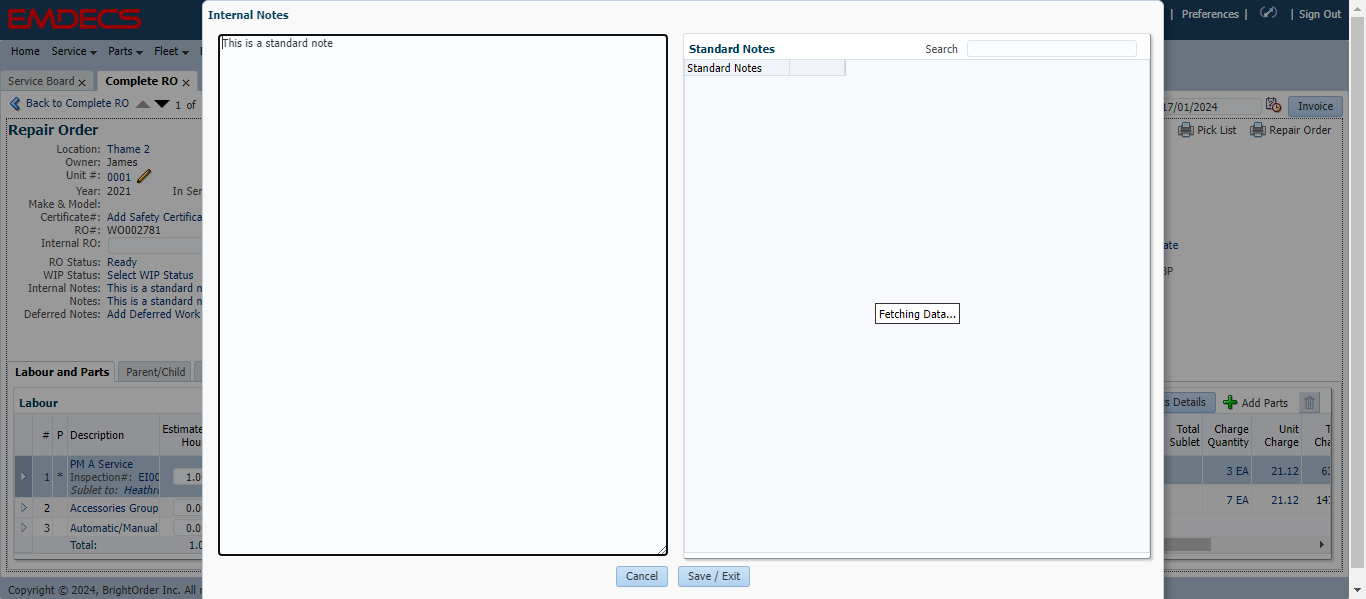 EMDECS
Preferences | | Sign Out
Home Service Parts Fleet
Service Board x Complete RO x
Back to Complete RO 1 of
17/01/2024 Invoice
Repair Order
Pick List Repair Order
Location: Thame 2
Owner: James
Unit #: 0001
Year: 2021 In Ser
Make & Model:
Certificate#: Add Safety Certifica
RO#: WO002781
Internal RO:
RO Status: Ready
WIP Status: Select WIP Status
Internal Notes: This is a standard n
Notes: This is a standard n
Deferred Notes: Add Deferred Work
Labour and Parts Parent/Child
Labour
# P Description Estimate
Hou
1 * PM A Service
Inspection#: EI00 1.0
Sublet to: Heathr
2 Accessories Group 0.0
3 Automatic/Manual 0.0
Total: 1.0
Copyright © 2024, BrightOrder Inc. All r
Internal Notes
This is a standard note
Standard Notes Search
Standard Notes
Fetching Data...
Cancel Save / Exit
ate
BP
s Details Add Parts
Total Sublet Charge Quantity Unit Charge
3 EA 21.12
7 EA 21.12